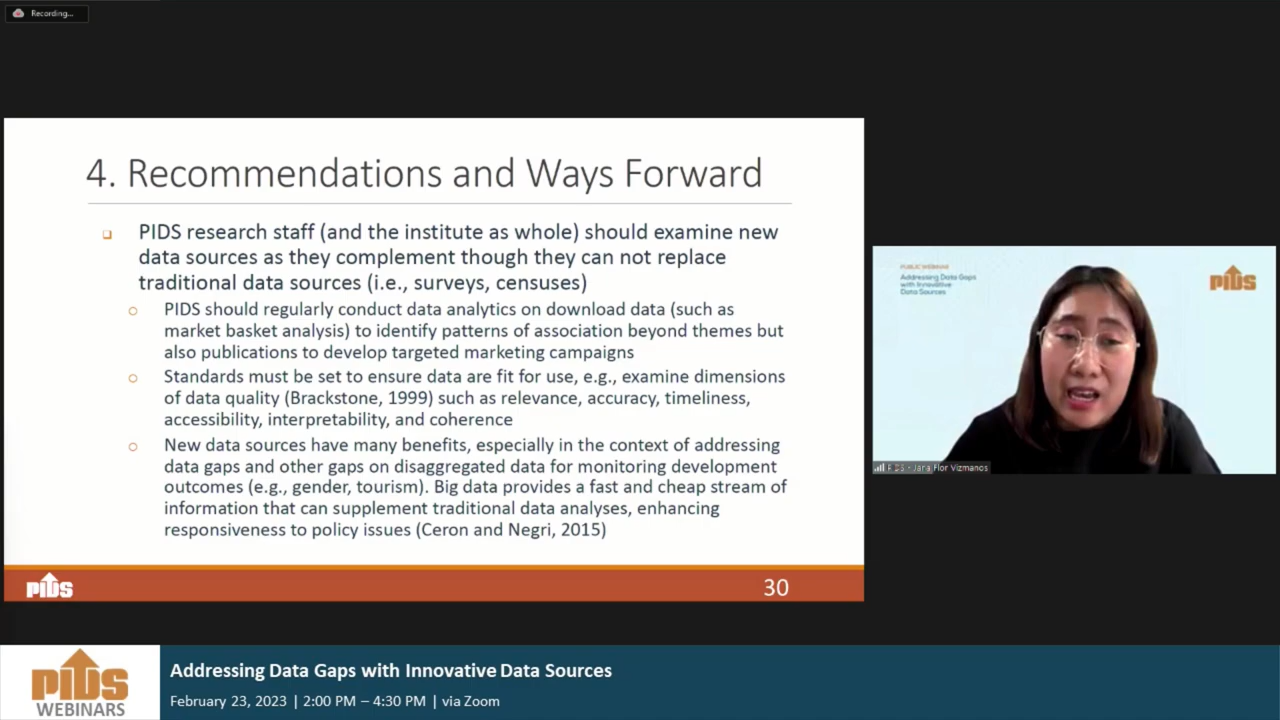 Recording...
4. Recommendations and Ways Forward
PIDS research staff (and the institute as whole) should examine new
data sources as they complement though they can not replace
traditional data sources (i.e., surveys, censuses)
PIDS should regularly conduct data analytics on download data (such as
market basket analysis) to identify patterns of association beyond themes but
also publications to develop targeted marketing campaigns
Standards must be set to ensure data are fit for use, e.g., examine dimensions
of data quality (Brackstone, 1999) such as relevance, accuracy, timeliness,
accessibility, interpretability, and coherence
New data sources have many benefits, especially in the context of addressing
data gaps and other gaps on disaggregated data for monitoring development
outcomes (e.g., gender, tourism). Big data provides a fast and cheap stream of
information that can supplement traditional data analyses, enhancing
responsiveness to policy issues (Ceron and Negri, 2015)
PIDS
30
PUBLIC WEBINAR
Addressing Data Gaps
with Innovative
Data Sources
PIDS
PIDS - Jana Flor Vizmanos
PIDS
WEBINARS
Addressing Data Gaps with Innovative Data Sources
February 23, 2023 | 2:00 PM – 4:30 PM | via Zoom